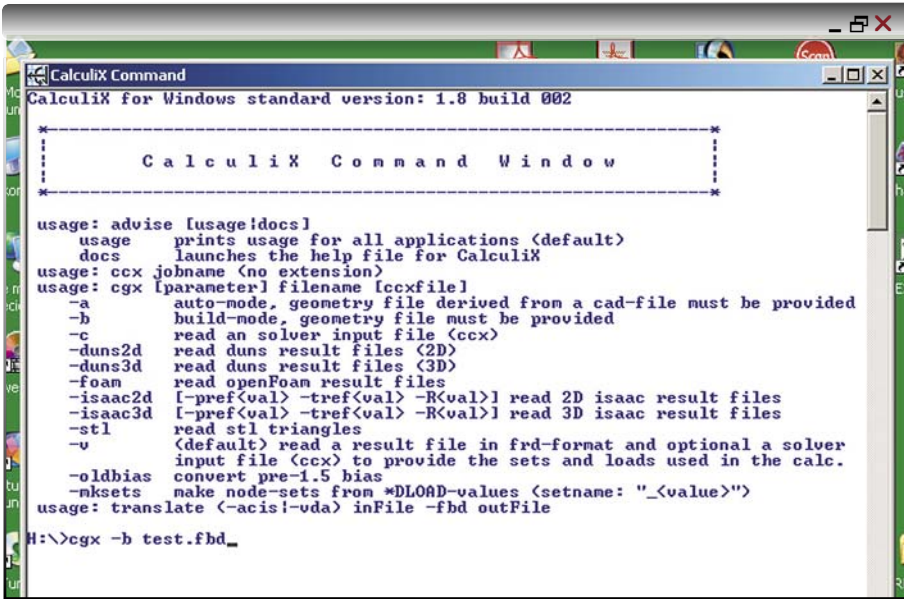 Scan
CalculiX Command
CalculiX for Windows standard version: 1.8 build 002
*-----------------------------------------------------------------*
C a l c u l i X   C o m m a n d   W i n d o w
*-----------------------------------------------------------------*
usage: advise [usage|docs]
usage prints usage for all applications (default)
docs launches the help file for CalculiX
usage: ccx jobname (no extension)
usage: cgx [parameter] filename [ccxfile]
-a auto-mode, geometry file derived from a cad-file must be provided
-b build-mode, geometry file must be provided
-c read an solver input file (ccx)
-duns2d read duns result files (2D)
-duns3d read duns result files (3D)
-foam read openFoam result files
-isaac2d [-pref<val> -tref<val> -R<val>] read 2D isaac result files
-isaac3d [-pref<val> -tref<val> -R<val>] read 3D isaac result files
-stl read stl triangles
-v (default) read a result file in frd-format and optional a solver
input file (ccx) to provide the sets and loads used in the calc.
-oldbias convert pre-1.5 bias
-mksets make node-sets from *DLOAD-values (setname: "_<value>")
usage: translate (-acis|-vda) inFile -fbd outFile
H:\>cgx -b test.fbd_